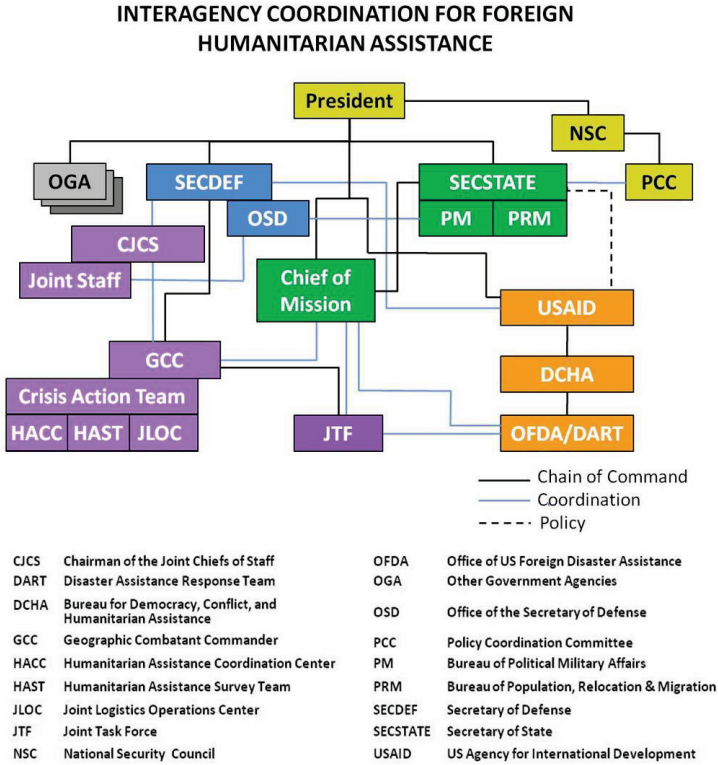 INTERAGENCY COORDINATION FOR FOREIGN
HUMANITARIAN ASSISTANCE
President
NSC
OGA
SECDEF
SECSTATE
PCC
OSD
PM
PRM
CJCS
Joint Staff
Chief of
Mission
USAID
GCC
DCHA
Crisis Action Team
HACC
HAST
JLOC
JTF
OFDA/DART
Chain of Command
Coordination
Policy
CJCS Chairman of the Joint Chiefs of Staff
DART Disaster Assistance Response Team
DCHA Bureau for Democracy, Conflict, and
Humanitarian Assistance
GCC Geographic Combatant Commander
HACC Humanitarian Assistance Coordination Center
HAST Humanitarian Assistance Survey Team
JLOC Joint Logistics Operations Center
JTF Joint Task Force
NSC National Security Council
OFDA Office of US Foreign Disaster Assistance
OGA Other Government Agencies
OSD Office of the Secretary of Defense
PCC Policy Coordination Committee
PM Bureau of Political Military Affairs
PRM Bureau of Population, Relocation & Migration
SECDEF Secretary of Defense
SECSTATE Secretary of State
USAID US Agency for International Development